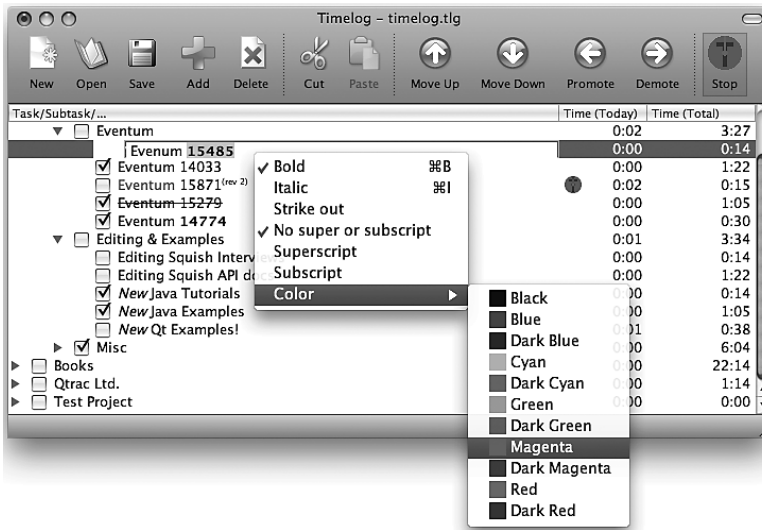 Timelog – timelog.tlg
New Open Save Add Delete Cut Paste Move Up Move Down Promote Demote Stop
Task/Subtask/... Time (Today) Time (Total)
Eventum 0:02 3:27
Evenum 15485 0:00 0:14
Eventum 14033 0:00 1:22
Eventum 15871(rev 2) 0:02 0:15
Eventum 15279 0:00 1:05
Eventum 14774 0:00 0:30
Editing & Examples 0:01 3:34
Editing Squish Interviews 0:00 0:14
Editing Squish API docs 0:00 1:22
New Java Tutorials 0:14
New Java Examples 1:05
New Qt Examples! 0:38
Misc 6:04
Books 22:14
Qtrac Ltd. 1:14
Test Project 0:00
Bold ⌘B
Italic ⌘I
Strike out
No super or subscript
Superscript
Subscript
Color
Black
Blue
Dark Blue
Cyan
Dark Cyan
Green
Dark Green
Magenta
Dark Magenta
Red
Dark Red